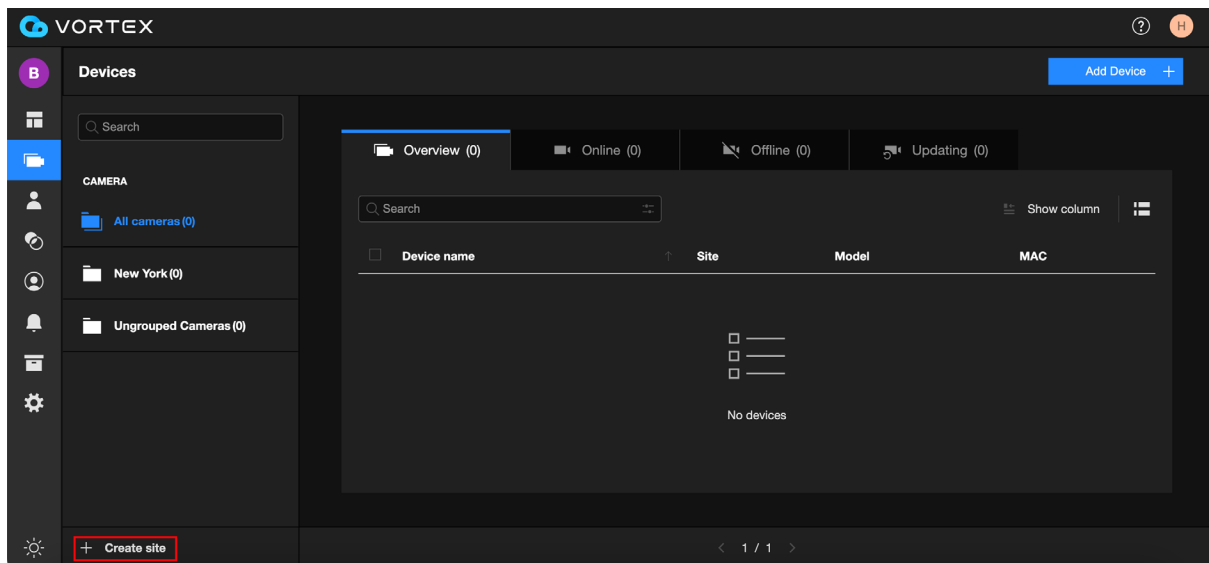 VORTEX
H
B
Devices
Add Device
Search
CAMERA
All cameras (0)
New York (0)
Ungrouped Cameras (0)
Create site
Overview (0)
Online (0)
Offline (0)
Updating (0)
Search
Show column
Device name
Site
Model
MAC
No devices
1 / 1